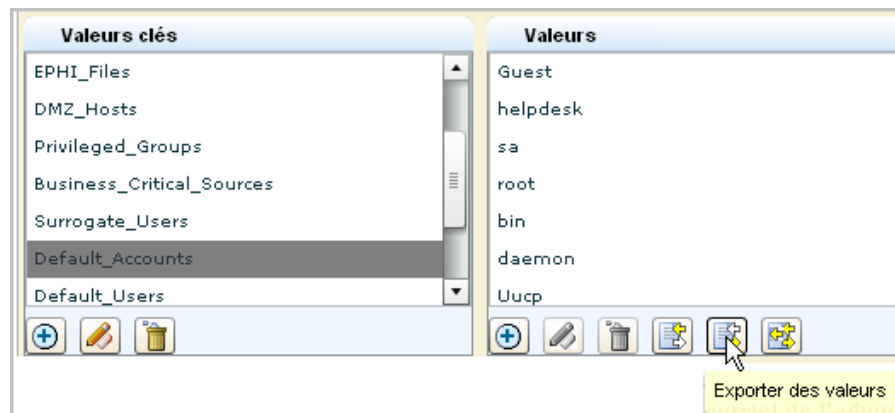 Valeurs clés
EPHI_Files
DMZ_Hosts
Privileged_Groups
Business_Critical_Sources
Surrogate_Users
Default_Accounts
Default_Users
Valeurs
Guest
helpdesk
sa
root
bin
daemon
Uucp
Exporter des valeurs